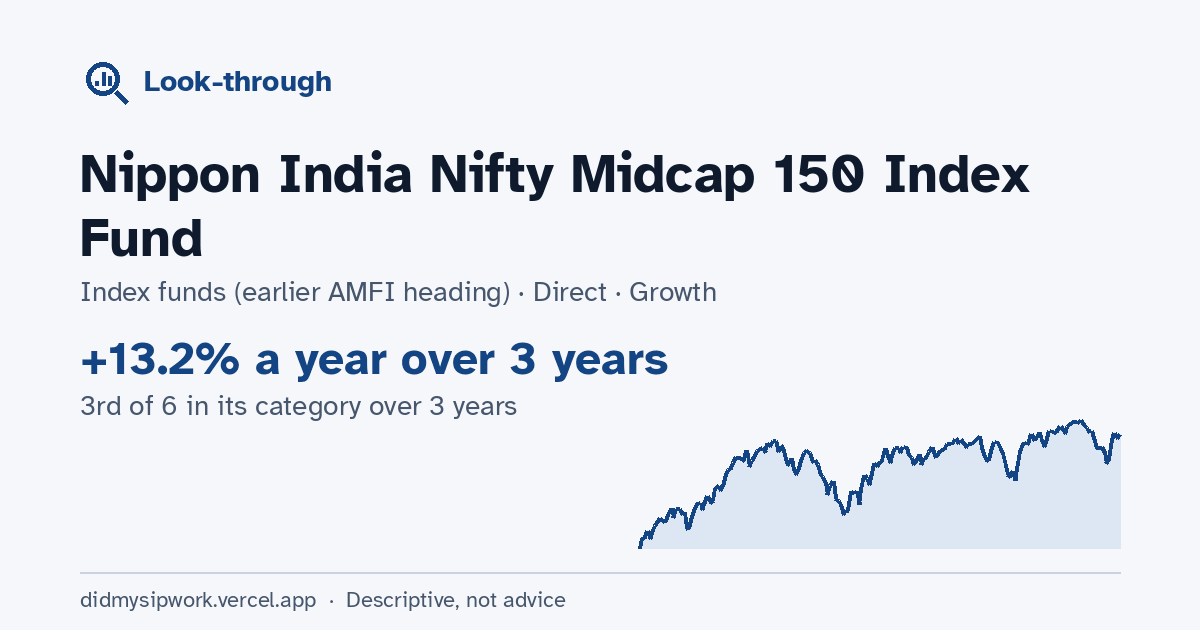 Look-through
Nippon India Nifty Midcap 150 Index
Fund
Index funds (earlier AMFI heading) · Direct · Growth
+13.2% a year over 3 years
3rd of 6 in its category over 3 years
didmysipwork.vercel.app · Descriptive, not advice